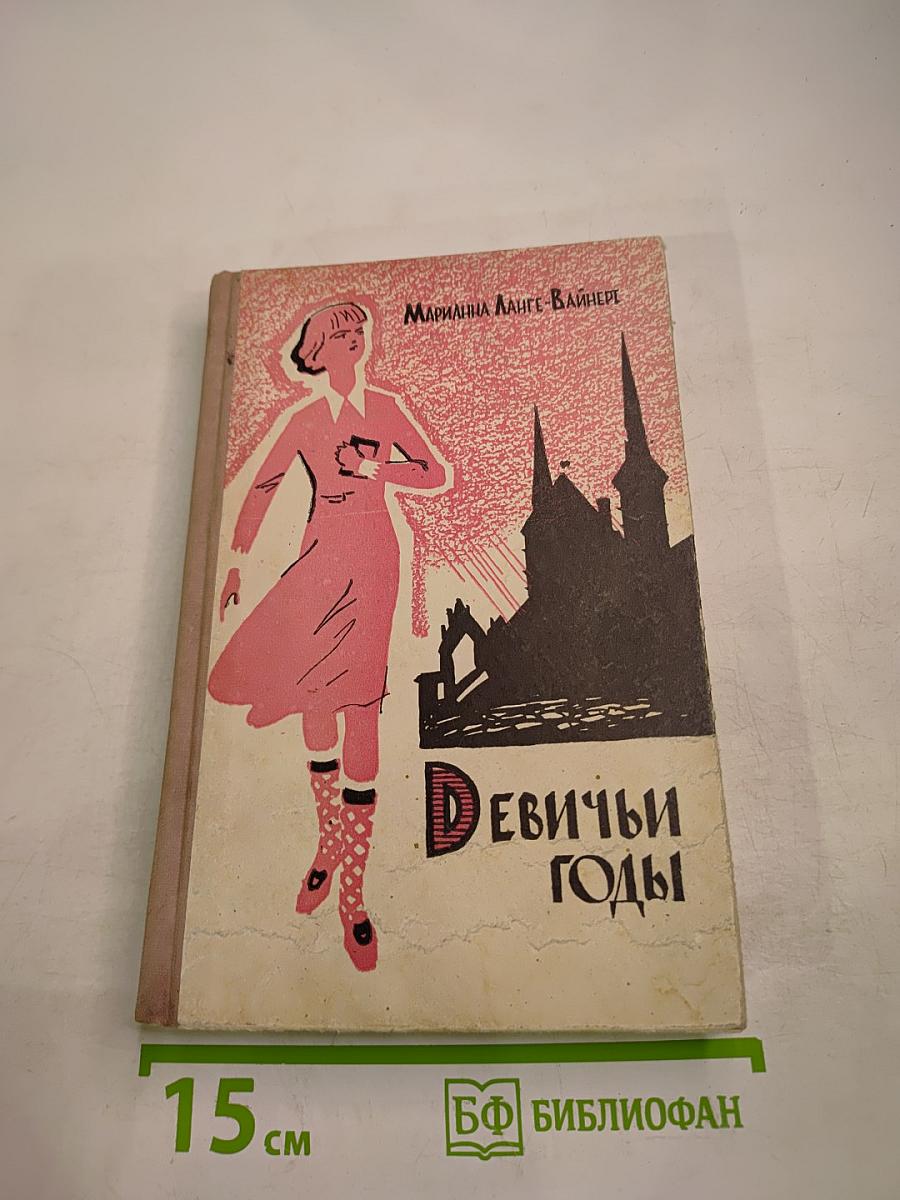 Марианна Ланге-Вайнерт
Девичьи
годы
15 см
БФ БИБЛИОФАН